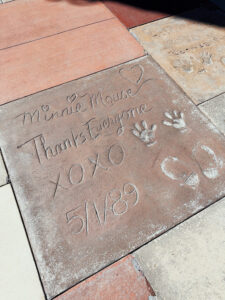 Minnie Mouse
Thanks Everyone
XOXO
5/1/89